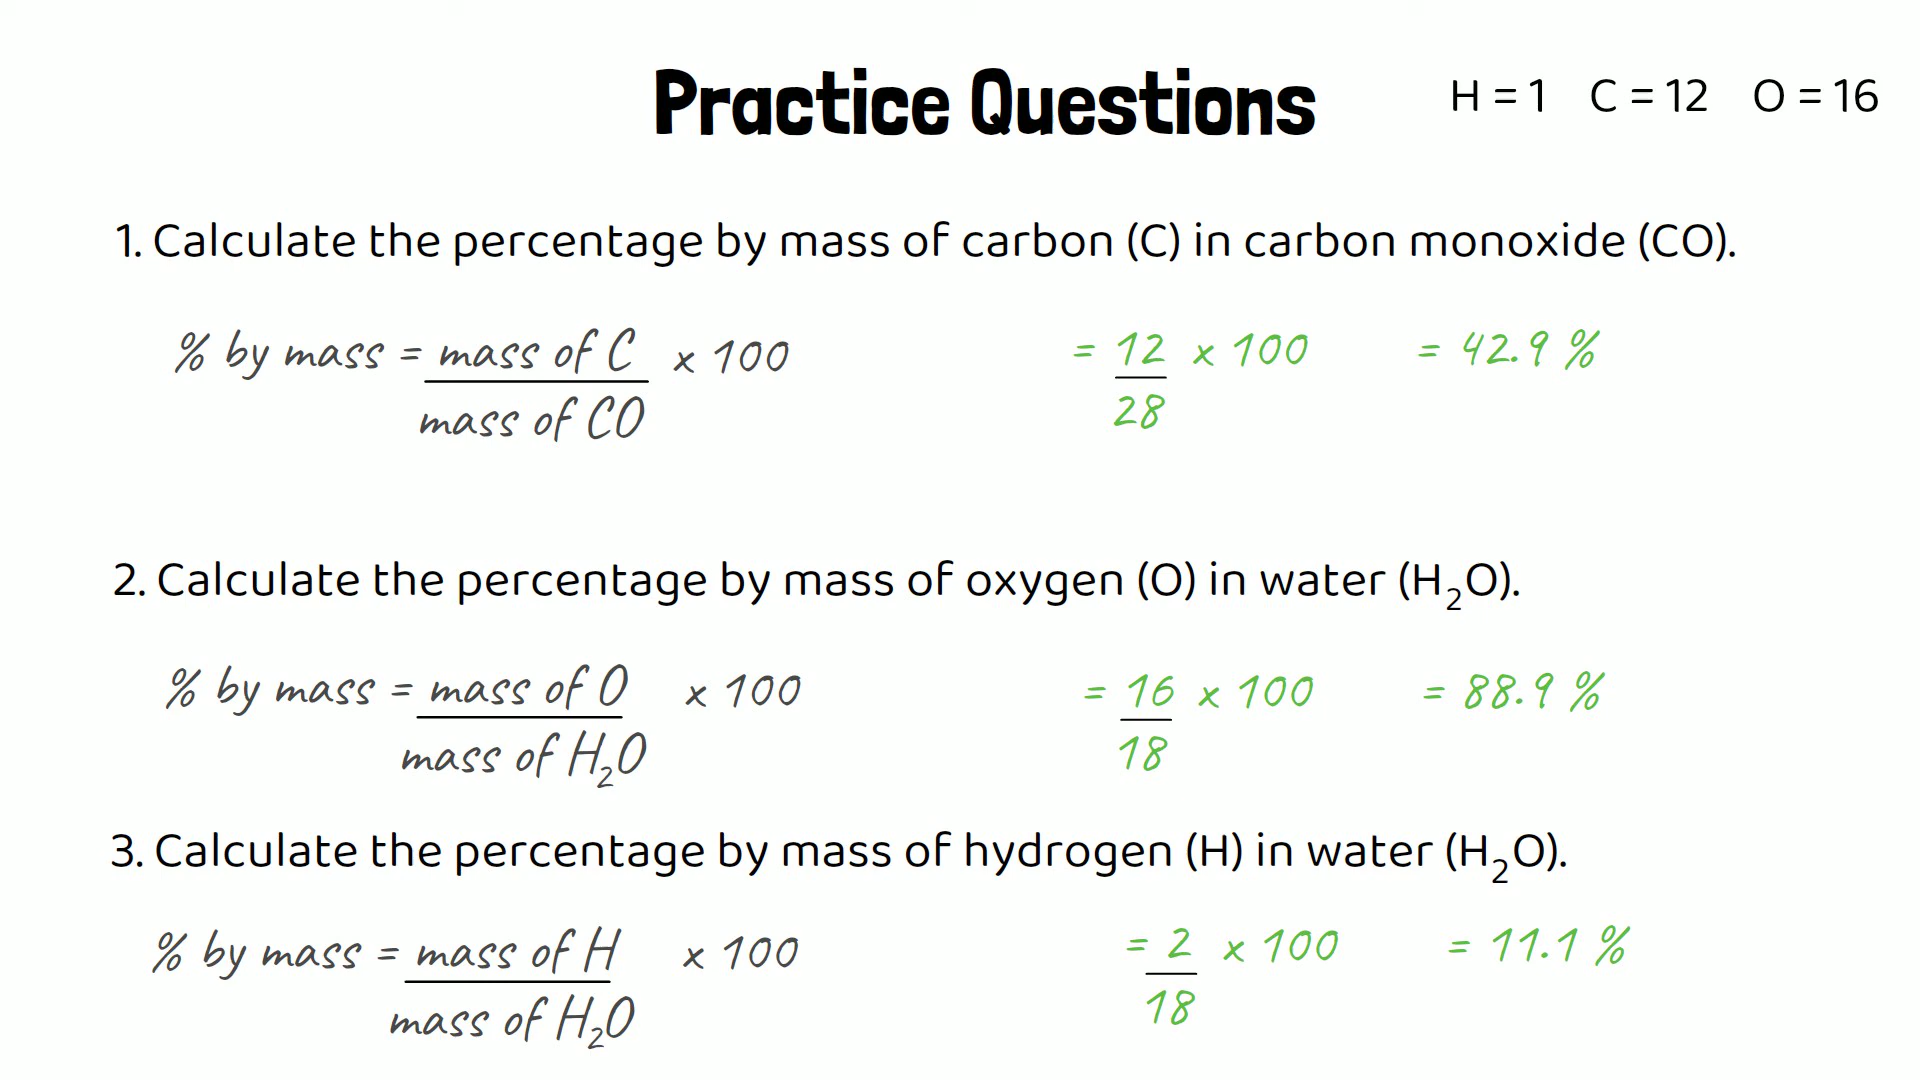 Practice Questions
H = 1 C = 12 O = 16
1. Calculate the percentage by mass of carbon (C) in carbon monoxide (CO).
% by mass = mass of C x 100 = 12 x 100 = 42.9 %
mass of CO 28
2. Calculate the percentage by mass of oxygen (O) in water (H₂O).
% by mass = mass of O x 100 = 16 x 100 = 88.9 %
mass of H₂O 18
3. Calculate the percentage by mass of hydrogen (H) in water (H₂O).
% by mass = mass of H x 100 = 2 x 100 = 11.1 %
mass of H₂O 18